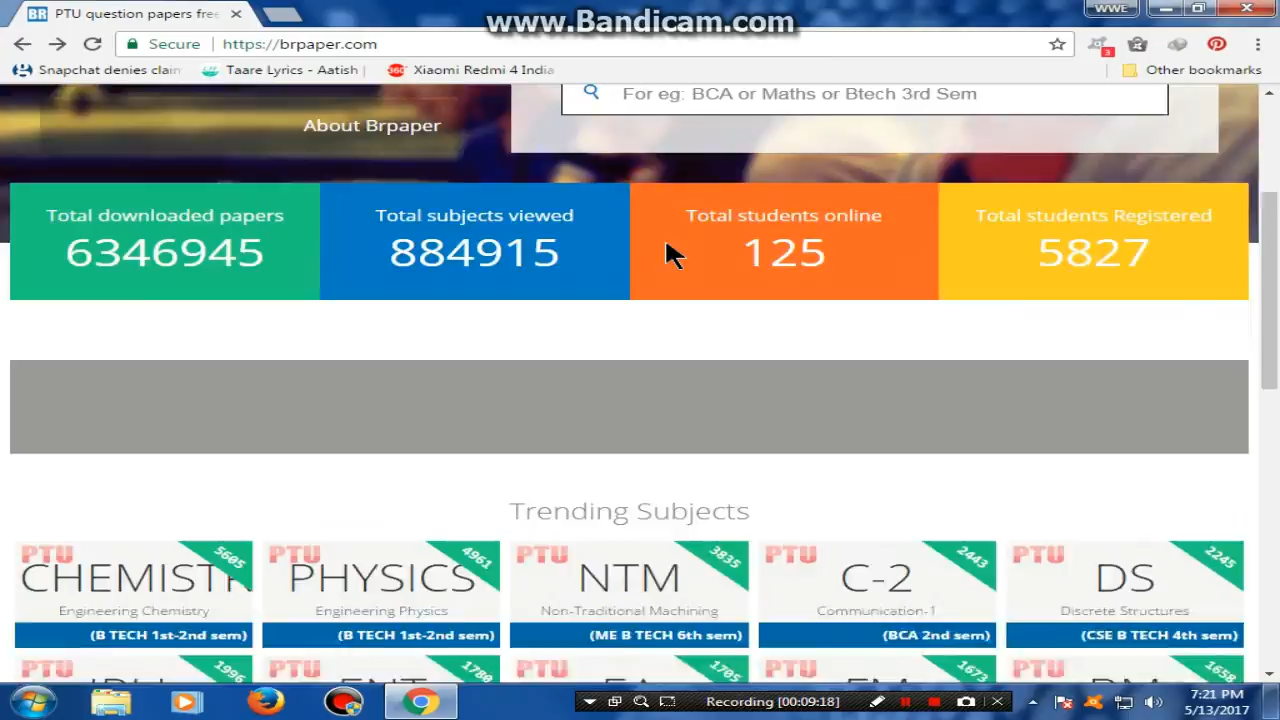 www.Bandicam.com
PTU question papers free
WWE
Secure https://brpaper.com
3
Snapchat denies claim
Taare Lyrics - Aatish
Xiaomi Redmi 4 India
Other bookmarks
For eg: BCA or Maths or Btech 3rd Sem
About Brpaper
Total downloaded papers
6346945
Total subjects viewed
884915
Total students online
125
Total students Registered
5827
Trending Subjects
PTU 5605
CHEMISTR
Engineering Chemistry
(B TECH 1st-2nd sem)
PTU 4961
PHYSICS
Engineering Physics
(B TECH 1st-2nd sem)
PTU 3835
NTM
Non-Traditional Machining
(ME B TECH 6th sem)
PTU 2443
C-2
Communication-1
(BCA 2nd sem)
PTU 2245
DS
Discrete Structures
(CSE B TECH 4th sem)
PTU 1996
PTU 1780
PTU 1705
PTU 1673
PTU 1658
Recording [00:09:18]
7:21 PM
5/13/2017